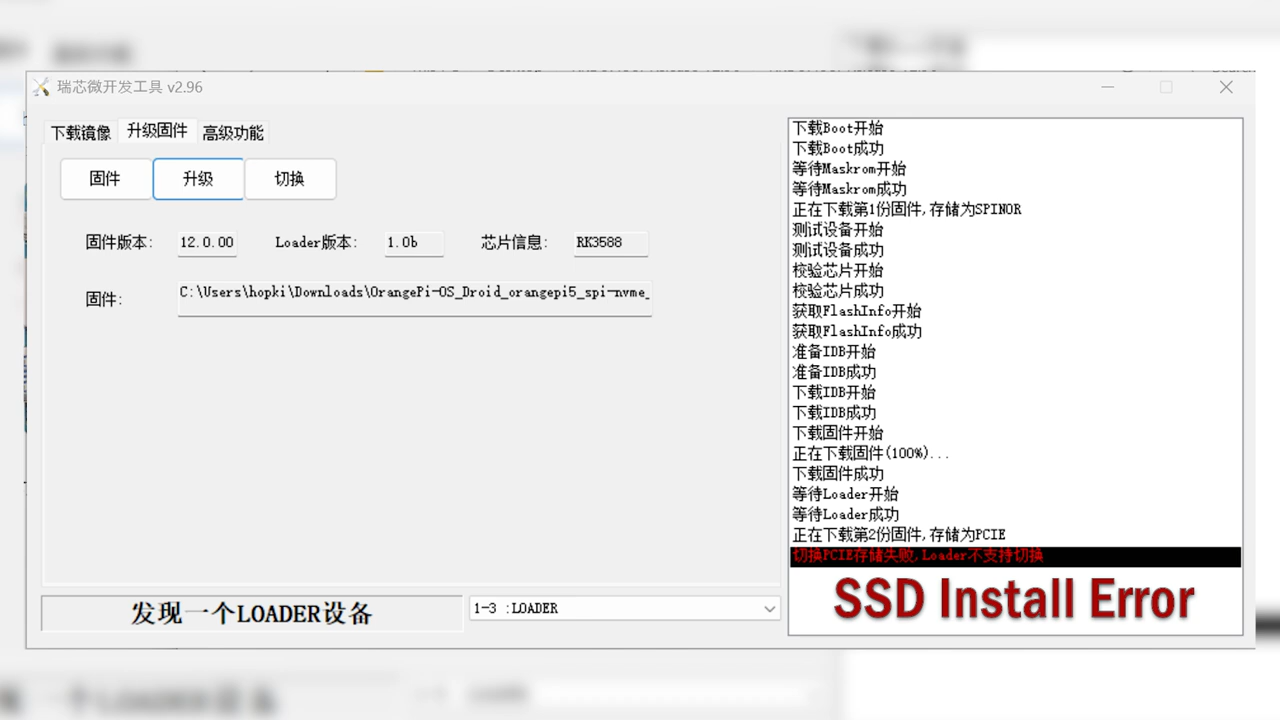 瑞芯微开发工具 v2.96
下载镜像 升级固件 高级功能
固件 升级 切换
固件版本: 12.0.00 Loader版本: 1.0b 芯片信息: RK3588
固件: C:\Users\hopki\Downloads\OrangePi-OS_Droid_orangepi5_spi-nvme_
发现一个LOADER设备 1-3 :LOADER
下载Boot开始
下载Boot成功
等待Maskrom开始
等待Maskrom成功
正在下载第1份固件,存储为SPINOR
测试设备开始
测试设备成功
校验芯片开始
校验芯片成功
获取FlashInfo开始
获取FlashInfo成功
准备IDB开始
准备IDB成功
下载IDB开始
下载IDB成功
下载固件开始
正在下载固件(100%)...
下载固件成功
等待Loader开始
等待Loader成功
正在下载第2份固件,存储为PCIE
切换PCIE存储失败,Loader不支持切换
SSD Install Error